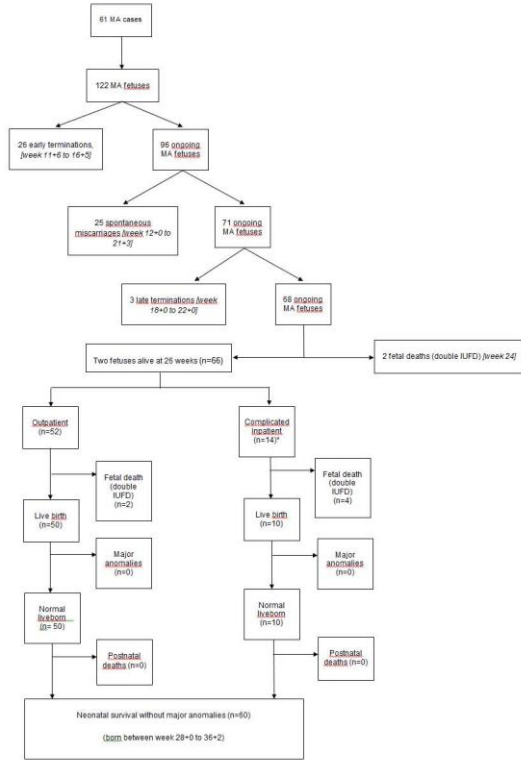 61 MA cases
122 MA fetuses
26 early terminations,
[week 11+6 to 16+5]
96 ongoing
MA fetuses
25 spontaneous
miscarriages [week 12+0 to
21+3]
71 ongoing
MA fetuses
3 late terminations [week
18+0 to 22+0]
68 ongoing
MA fetuses
Two fetuses alive at 25 weeks (n=66)
2 fetal deaths (double IUFD) [week 24]
Outpatient
(n=52)
Complicated
inpatient
(n=14)*
Fetal death
(double
IUFD)
(n=2)
Fetal death
(double
IUFD)
(n=4)
Live birth
(n=50)
Live birth
(n=10)
Major
anomalies
(n=0)
Major
anomalies
(n=0)
Normal
liveborn
(n= 50)
Normal
liveborn
(n=10)
Postnatal
deaths (n=0)
Postnatal
deaths (n=0)
Neonatal survival without major anomalies (n=60)
(born between week 28+0 to 36+2)